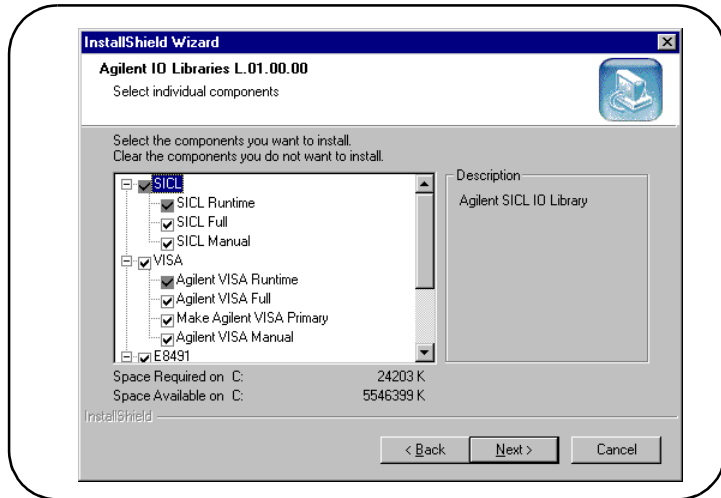 InstallShield Wizard
Agilent IO Libraries L.01.00.00
Select individual components
Select the components you want to install.
Clear the components you do not want to install.
SICL
SICL Runtime
SICL Full
SICL Manual
VISA
Agilent VISA Runtime
Agilent VISA Full
Make Agilent VISA Primary
Agilent VISA Manual
E8491
Description
Agilent SICL IO Library
Space Required on C: 24203 K
Space Available on C: 5546399 K
InstallShield
< Back Next > Cancel